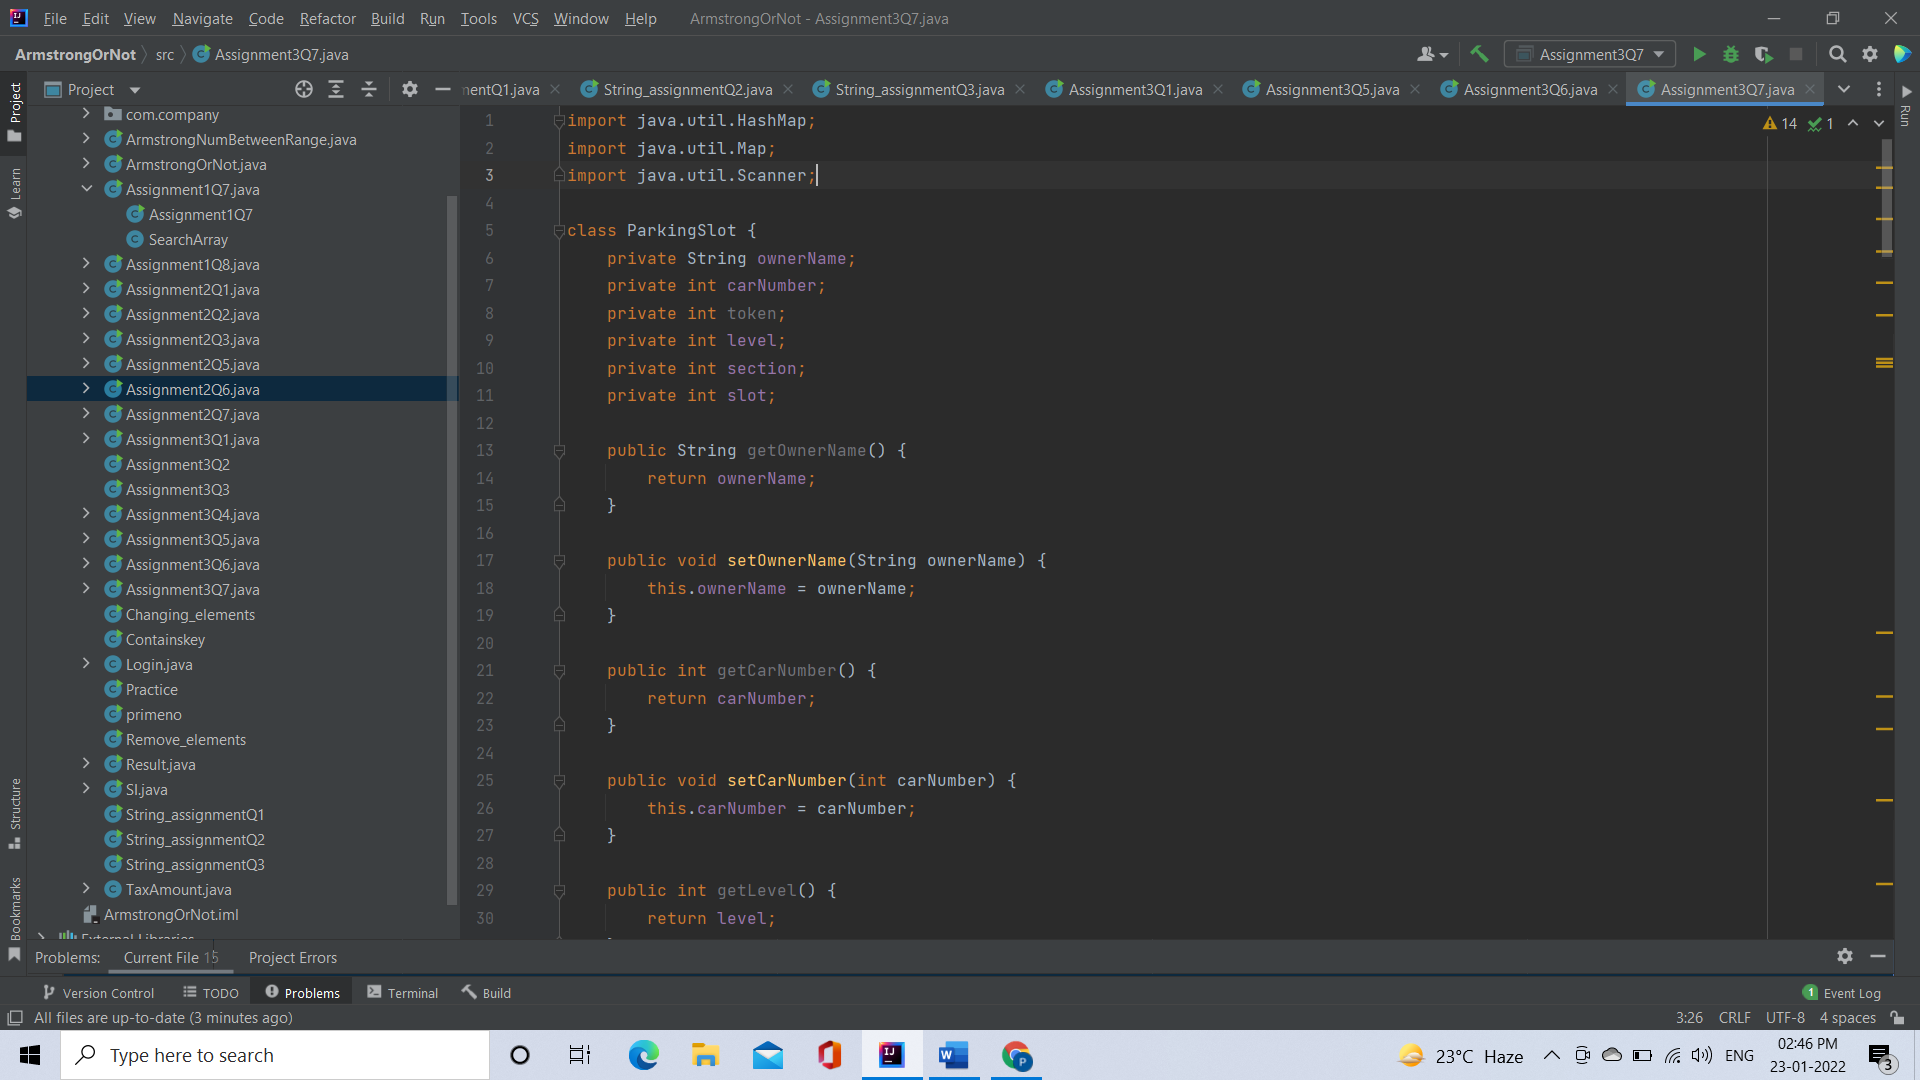 File Edit View Navigate Code Refactor Build Run Tools VCS Window Help ArmstrongOrNot - Assignment3Q7.java
ArmstrongOrNot src Assignment3Q7.java Assignment3Q7
Project mentQ1.java String_assignmentQ2.java String_assignmentQ3.java Assignment3Q1.java Assignment3Q5.java Assignment3Q6.java Assignment3Q7.java
Project
Learn
Structure
Bookmarks
com.company
ArmstrongNumBetweenRange.java
ArmstrongOrNot.java
Assignment1Q7.java
Assignment1Q7
SearchArray
Assignment1Q8.java
Assignment2Q1.java
Assignment2Q2.java
Assignment2Q3.java
Assignment2Q5.java
Assignment2Q6.java
Assignment2Q7.java
Assignment3Q1.java
Assignment3Q2
Assignment3Q3
Assignment3Q4.java
Assignment3Q5.java
Assignment3Q6.java
Assignment3Q7.java
Changing_elements
Containskey
Login.java
Practice
primeno
Remove_elements
Result.java
SI.java
String_assignmentQ1
String_assignmentQ2
String_assignmentQ3
TaxAmount.java
ArmstrongOrNot.iml
External Libraries
1 import java.util.HashMap;
2 import java.util.Map;
3 import java.util.Scanner;
4
5 class ParkingSlot {
6 private String ownerName;
7 private int carNumber;
8 private int token;
9 private int level;
10 private int section;
11 private int slot;
12
13 public String getOwnerName() {
14 return ownerName;
15 }
16
17 public void setOwnerName(String ownerName) {
18 this.ownerName = ownerName;
19 }
20
21 public int getCarNumber() {
22 return carNumber;
23 }
24
25 public void setCarNumber(int carNumber) {
26 this.carNumber = carNumber;
27 }
28
29 public int getLevel() {
30 return level;
14 1
Run
Problems: Current File 15 Project Errors
Version Control TODO Problems Terminal Build 1 Event Log
All files are up-to-date (3 minutes ago) 3:26 CRLF UTF-8 4 spaces
Type here to search 23°C Haze ENG 02:46 PM
23-01-2022 3